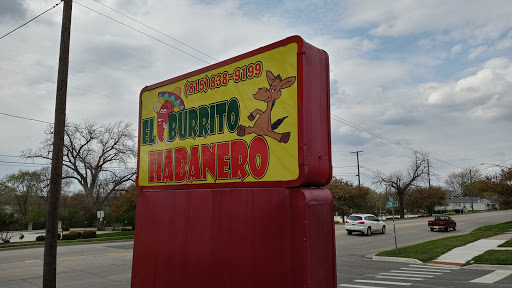 (815) 838-9199
EL BURRITO
HABANERO